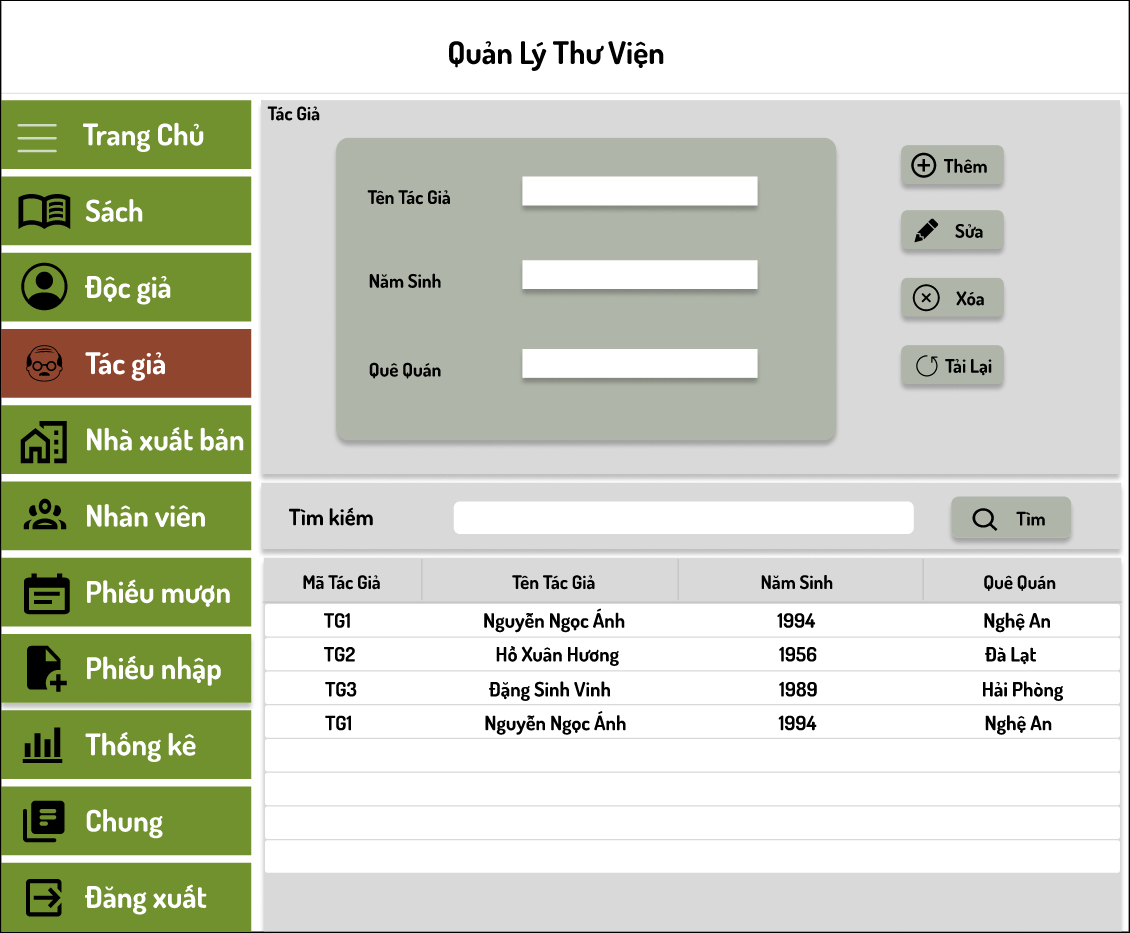 Quản Lý Thư Viện
Trang Chủ
Sách
Độc giả
Tác giả
Nhà xuất bản
Nhân viên
Phiếu mượn
Phiếu nhập
Thống kê
Chung
Đăng xuất
Tác Giả
Tên Tác Giả
Năm Sinh
Quê Quán
Thêm
Sửa
Xóa
Tải Lại
Tìm kiếm
Tìm
Mã Tác Giả Tên Tác Giả Năm Sinh Quê Quán
TG1 Nguyễn Ngọc Ánh 1994 Nghệ An
TG2 Hồ Xuân Hương 1956 Đà Lạt
TG3 Đặng Sinh Vinh 1989 Hải Phòng
TG1 Nguyễn Ngọc Ánh 1994 Nghệ An